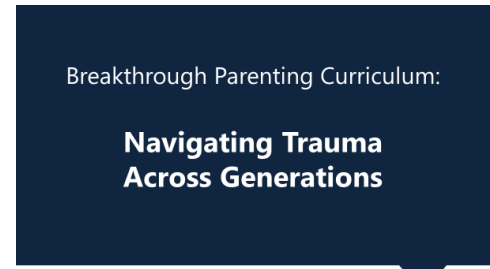 Breakthrough Parenting Curriculum:
Navigating Trauma
Across Generations